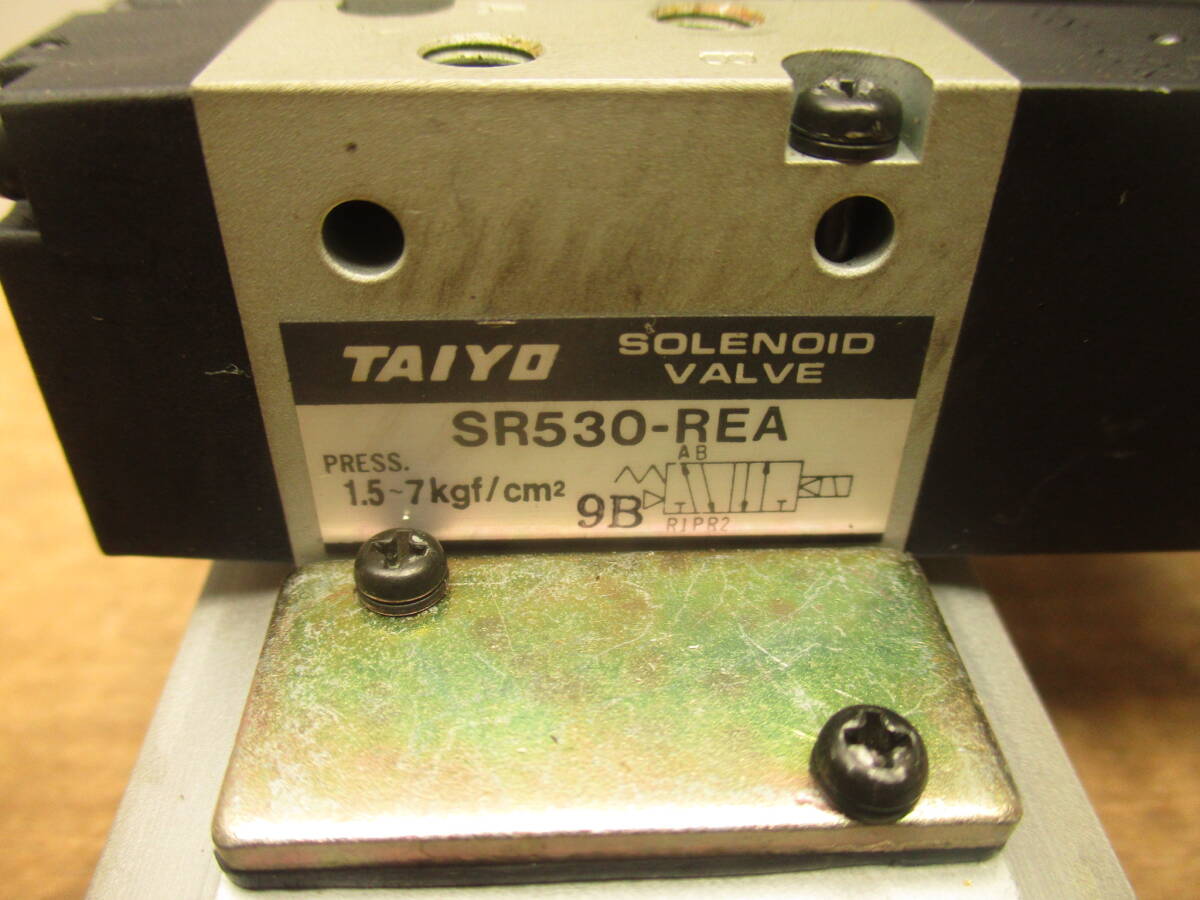 B
TAIYO
SOLENOID
VALVE
SR530-REA
PRESS.
1.5~7kgf/cm²
9B
AB
R1PR2